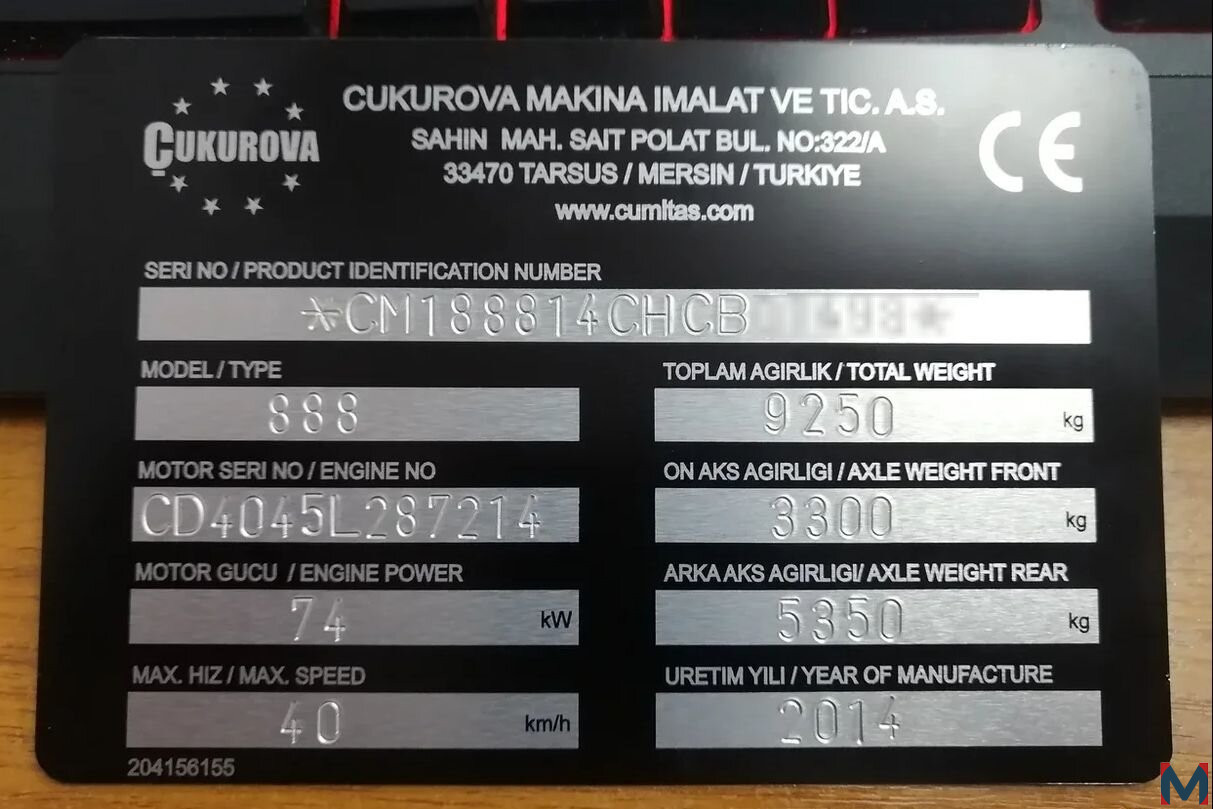 ÇUKUROVA
CUKUROVA MAKINA IMALAT VE TIC. A.S.
SAHIN MAH. SAIT POLAT BUL. NO:322/A
33470 TARSUS / MERSIN / TURKIYE
www.cumitas.com
CE
SERI NO / PRODUCT IDENTIFICATION NUMBER
*CM188814CHCB
MODEL / TYPE
888
TOPLAM AGIRLIK / TOTAL WEIGHT
9250 kg
MOTOR SERI NO / ENGINE NO
CD4045L287214
ON AKS AGIRLIGI / AXLE WEIGHT FRONT
3300 kg
MOTOR GUCU / ENGINE POWER
74 kW
ARKA AKS AGIRLIGI/ AXLE WEIGHT REAR
5350 kg
MAX. HIZ / MAX. SPEED
40 km/h
URETIM YILI / YEAR OF MANUFACTURE
2014
204156155
M